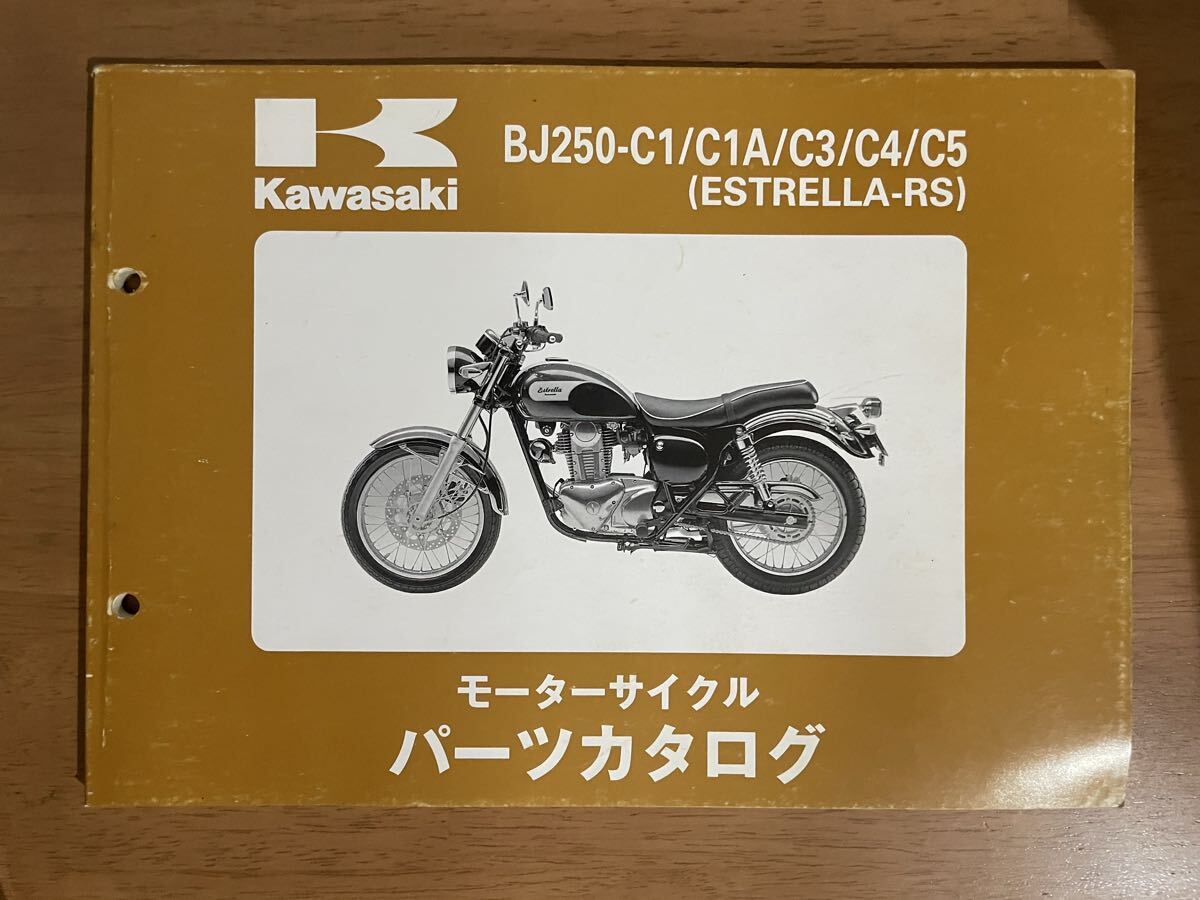 Kawasaki
BJ250-C1/C1A/C3/C4/C5
(ESTRELLA-RS)
Estrella
モーターサイクル
パーツカタログ